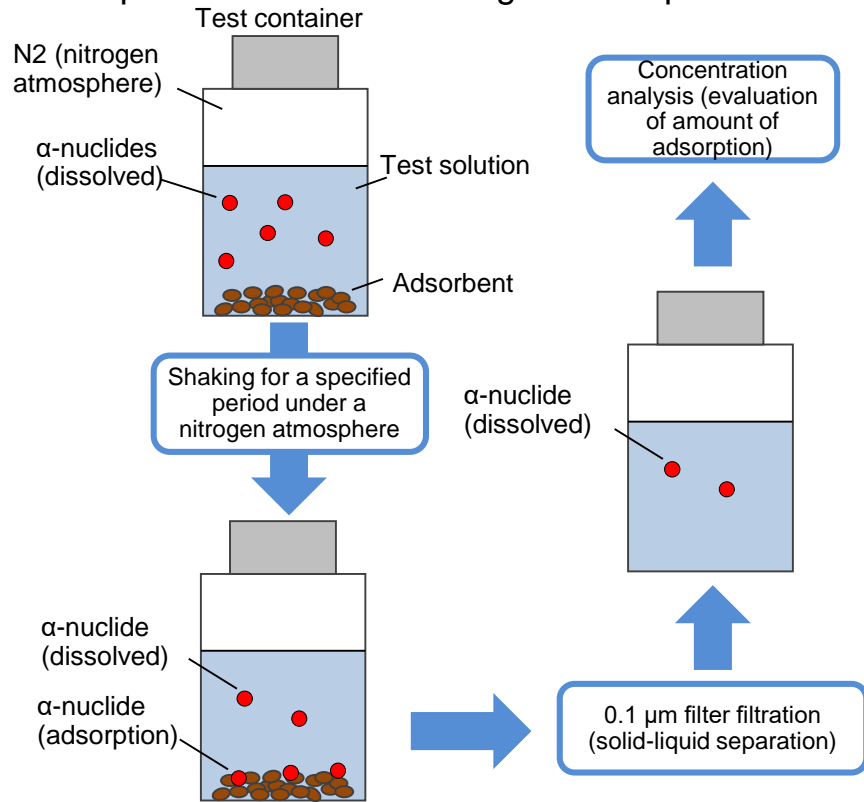 Test container
N2 (nitrogen
atmosphere)
α-nuclides
(dissolved)
Test solution
Adsorbent
Shaking for a specified
period under a
nitrogen atmosphere
α-nuclide
(dissolved)
α-nuclide
(adsorption)
0.1 μm filter filtration
(solid-liquid separation)
α-nuclide
(dissolved)
Concentration
analysis (evaluation
of amount of
adsorption)